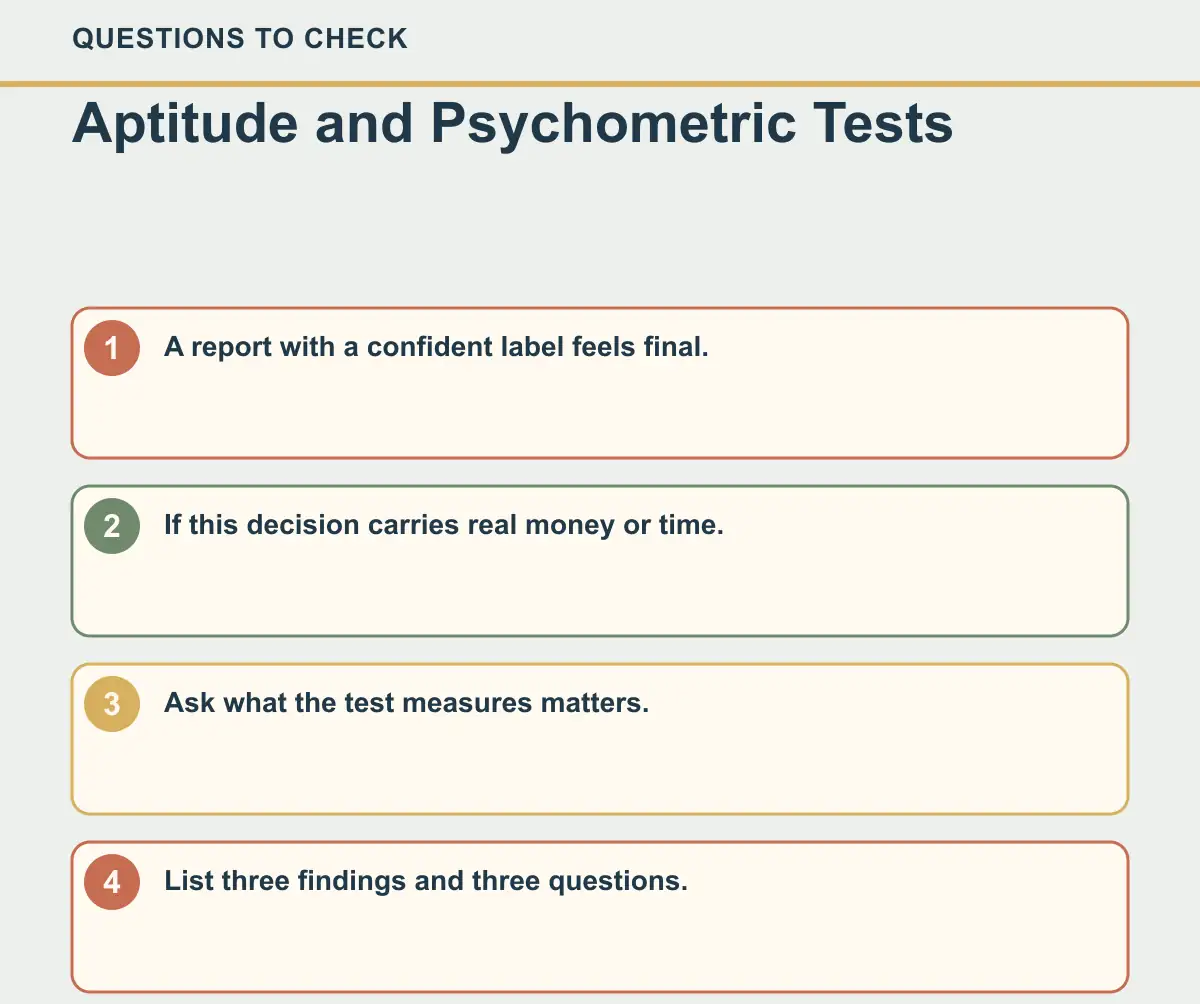 QUESTIONS TO CHECK
Aptitude and Psychometric Tests
1 A report with a confident label feels final.
2 If this decision carries real money or time.
3 Ask what the test measures matters.
4 List three findings and three questions.